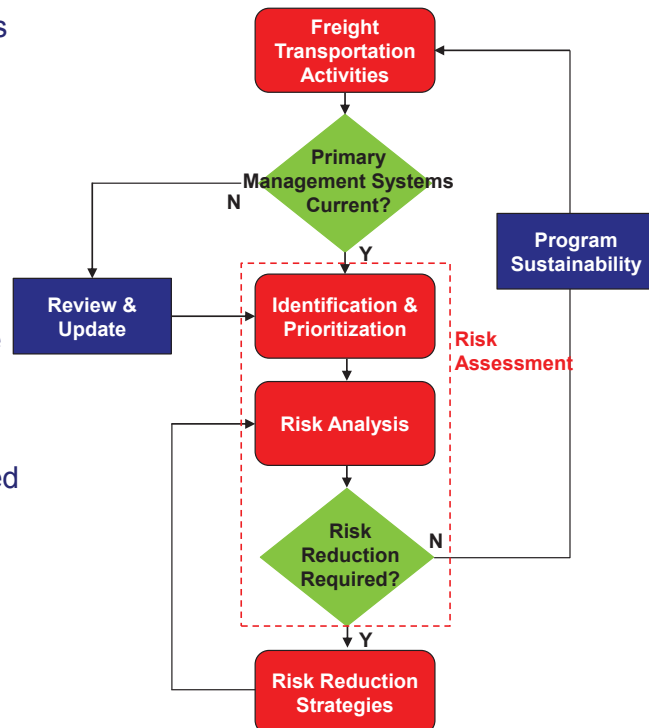 s
Freight
Transportation
Activities
Primary
Management Systems
Current?
N
Y
Program
Sustainability
Review &
Update
Identification &
Prioritization
Risk
Assessment
Risk Analysis
ed
Risk
Reduction
Required?
N
Y
Risk Reduction
Strategies